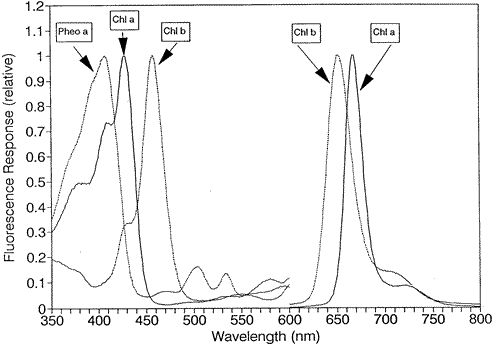 1.2
1.1
1
0.9
0.8
0.7
0.6
0.5
0.4
0.3
0.2
0.1
0
Fluorescence Response (relative)
Pheo a
Chl a
Chl b
Chl b
Chl a
350 400 450 500 550 600 650 700 750 800
Wavelength (nm)